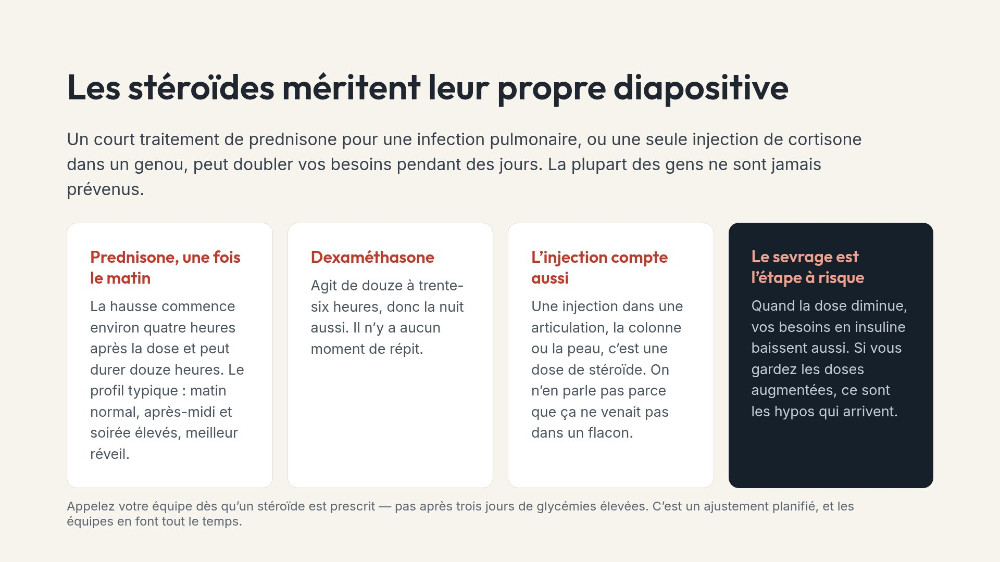 Les stéroïdes méritent leur propre diapositive
Un court traitement de prednisone pour une infection pulmonaire, ou une seule injection de cortisone
dans un genou, peut doubler vos besoins pendant des jours. La plupart des gens ne sont jamais
prévenus.
Prednisone, une fois
le matin
La hausse commence
environ quatre heures
après la dose et peut
durer douze heures. Le
profil typique : matin
normal, après-midi et
soirée élevés, meilleur
réveil.
Dexaméthasone
Agit de douze à trente-
six heures, donc la nuit
aussi. Il n’y a aucun
moment de répit.
L’injection compte
aussi
Une injection dans une
articulation, la colonne
ou la peau, c’est une
dose de stéroïde. On
n’en parle pas parce
que ça ne venait pas
dans un flacon.
Le sevrage est
l’étape à risque
Quand la dose diminue,
vos besoins en insuline
baissent aussi. Si vous
gardez les doses
augmentées, ce sont
les hypos qui arrivent.
Appelez votre équipe dès qu’un stéroïde est prescrit — pas après trois jours de glycémies élevées. C’est un ajustement planifié, et les
équipes en font tout le temps.